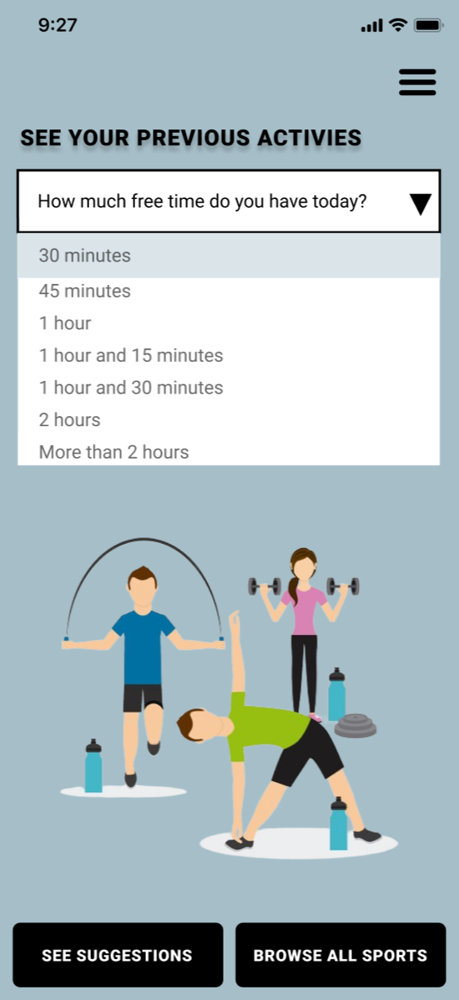 9:27
SEE YOUR PREVIOUS ACTIVIES
How much free time do you have today?
30 minutes
45 minutes
1 hour
1 hour and 15 minutes
1 hour and 30 minutes
2 hours
More than 2 hours
SEE SUGGESTIONS
BROWSE ALL SPORTS